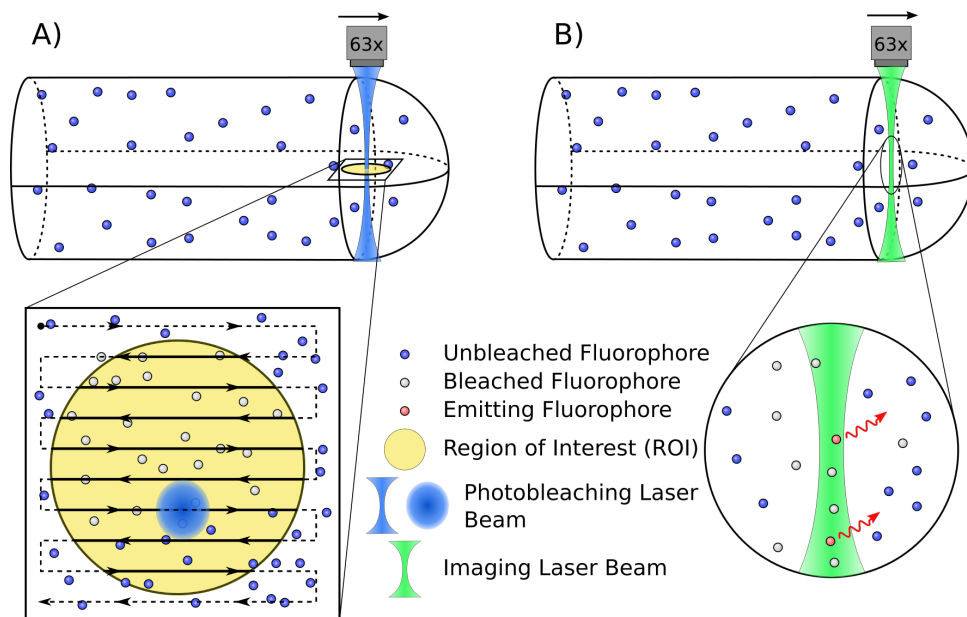 A)
63x
B)
63x
Unbleached Fluorophore
Bleached Fluorophore
Emitting Fluorophore
Region of Interest (ROI)
Photobleaching Laser
Beam
Imaging Laser Beam